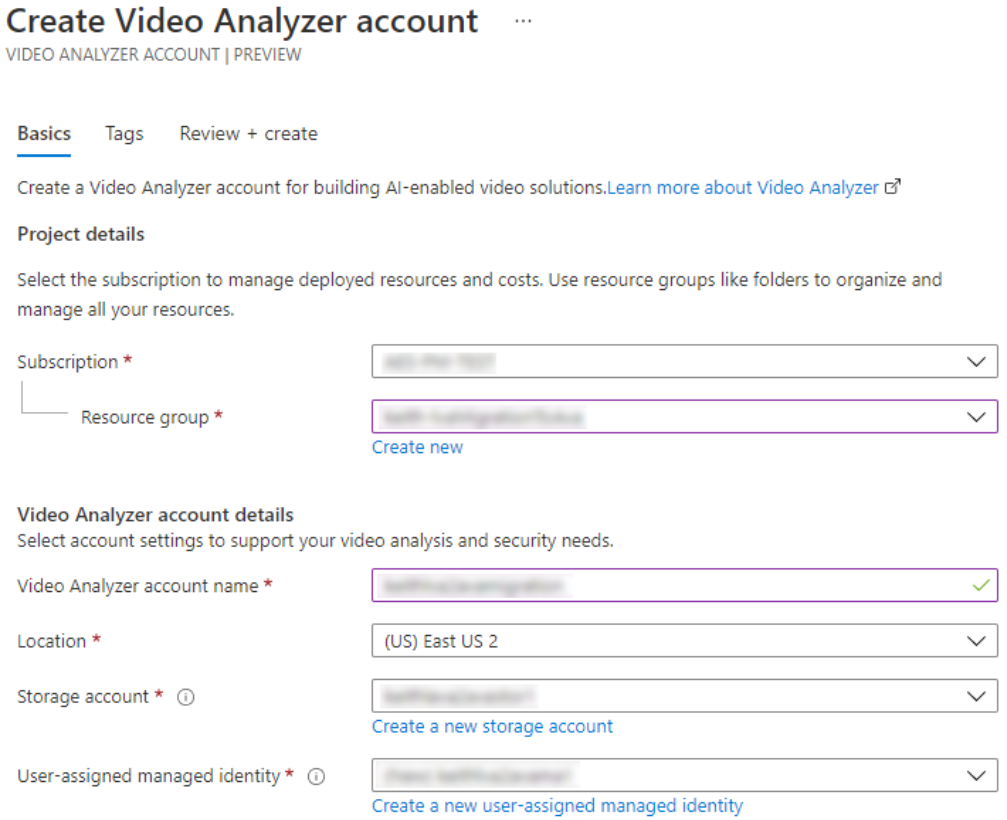 Create Video Analyzer account ...
VIDEO ANALYZER ACCOUNT | PREVIEW
Basics Tags Review + create
Create a Video Analyzer account for building AI-enabled video solutions.Learn more about Video Analyzer
Project details
Select the subscription to manage deployed resources and costs. Use resource groups like folders to organize and
manage all your resources.
Subscription *
Resource group *
Create new
Video Analyzer account details
Select account settings to support your video analysis and security needs.
Video Analyzer account name *
Location * (US) East US 2
Storage account *
Create a new storage account
User-assigned managed identity *
Create a new user-assigned managed identity